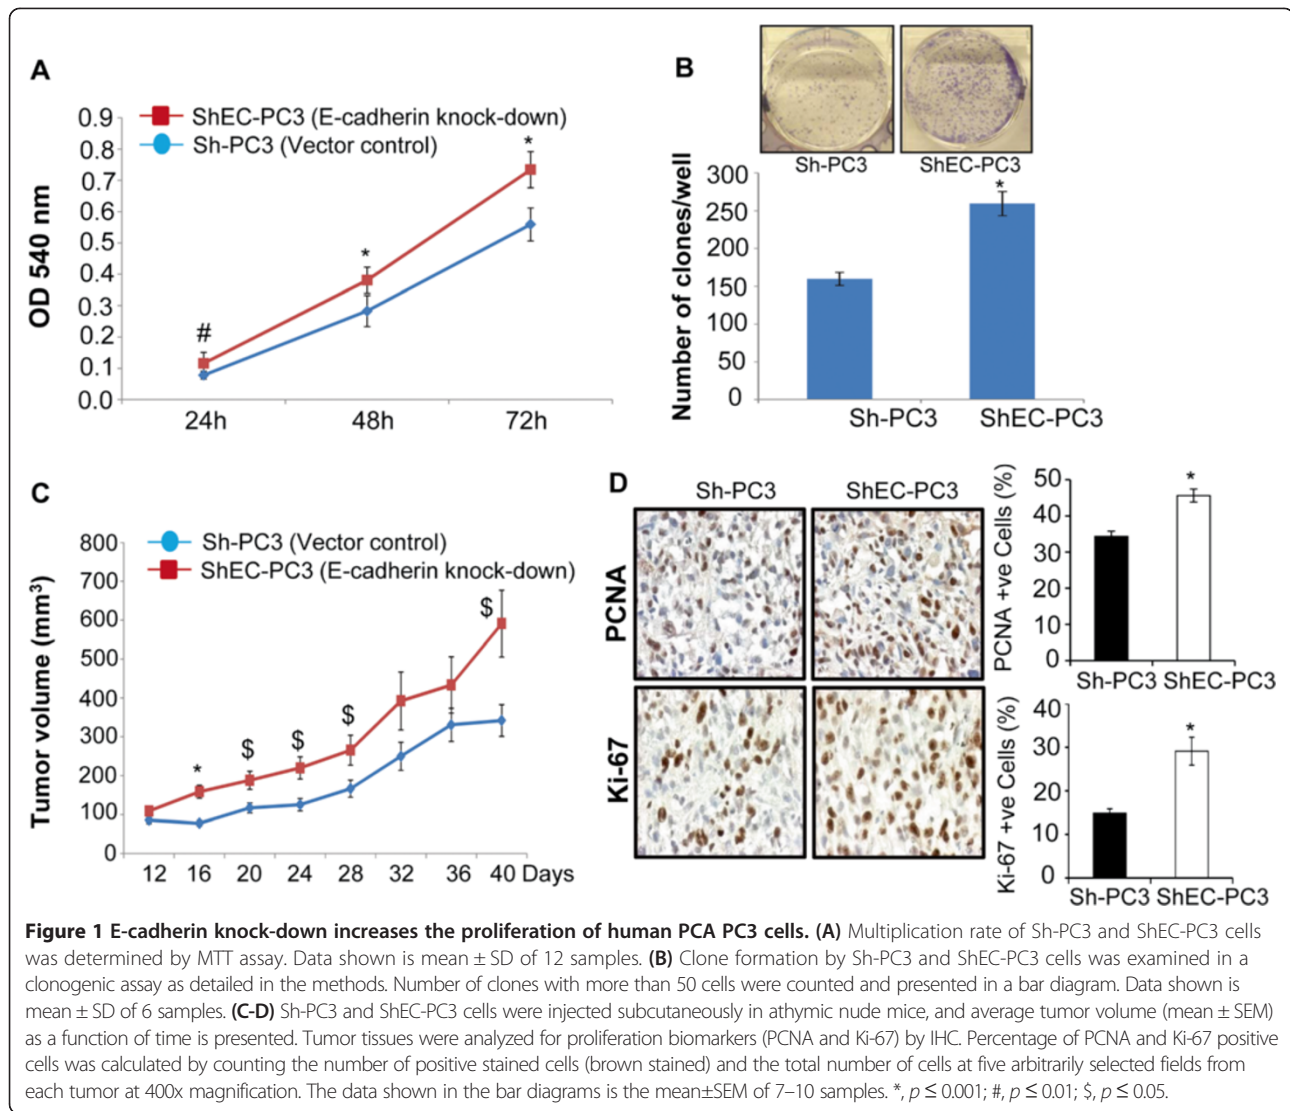 A
ShEC-PC3 (E-cadherin knock-down)
Sh-PC3 (Vector control)
OD 540 nm
0.9
0.8
0.7
0.6
0.5
0.4
0.3
0.2
0.1
0.0
#
*
*
24h 48h 72h
B
Sh-PC3 ShEC-PC3
Number of clones/well
300
250
200
150
100
50
0
*
Sh-PC3 ShEC-PC3
C
Sh-PC3 (Vector control)
ShEC-PC3 (E-cadherin knock-down)
Tumor volume (mm³)
800
700
600
500
400
300
200
100
0
* $ $ $ $
12 16 20 24 28 32 36 40 Days
D
Sh-PC3 ShEC-PC3
PCNA
Ki-67
PCNA +ve Cells (%)
50
40
30
20
10
0
*
Sh-PC3 ShEC-PC3
Ki-67 +ve Cells (%)
40
30
20
10
0
*
Sh-PC3 ShEC-PC3
Figure 1 E-cadherin knock-down increases the proliferation of human PCA PC3 cells. (A) Multiplication rate of Sh-PC3 and ShEC-PC3 cells
was determined by MTT assay. Data shown is mean ± SD of 12 samples. (B) Clone formation by Sh-PC3 and ShEC-PC3 cells was examined in a
clonogenic assay as detailed in the methods. Number of clones with more than 50 cells were counted and presented in a bar diagram. Data shown is
mean ± SD of 6 samples. (C-D) Sh-PC3 and ShEC-PC3 cells were injected subcutaneously in athymic nude mice, and average tumor volume (mean ± SEM)
as a function of time is presented. Tumor tissues were analyzed for proliferation biomarkers (PCNA and Ki-67) by IHC. Percentage of PCNA and Ki-67 positive
cells was calculated by counting the number of positive stained cells (brown stained) and the total number of cells at five arbitrarily selected fields from
each tumor at 400x magnification. The data shown in the bar diagrams is the mean±SEM of 7–10 samples. *, p ≤ 0.001; #, p ≤ 0.01; $, p ≤ 0.05.